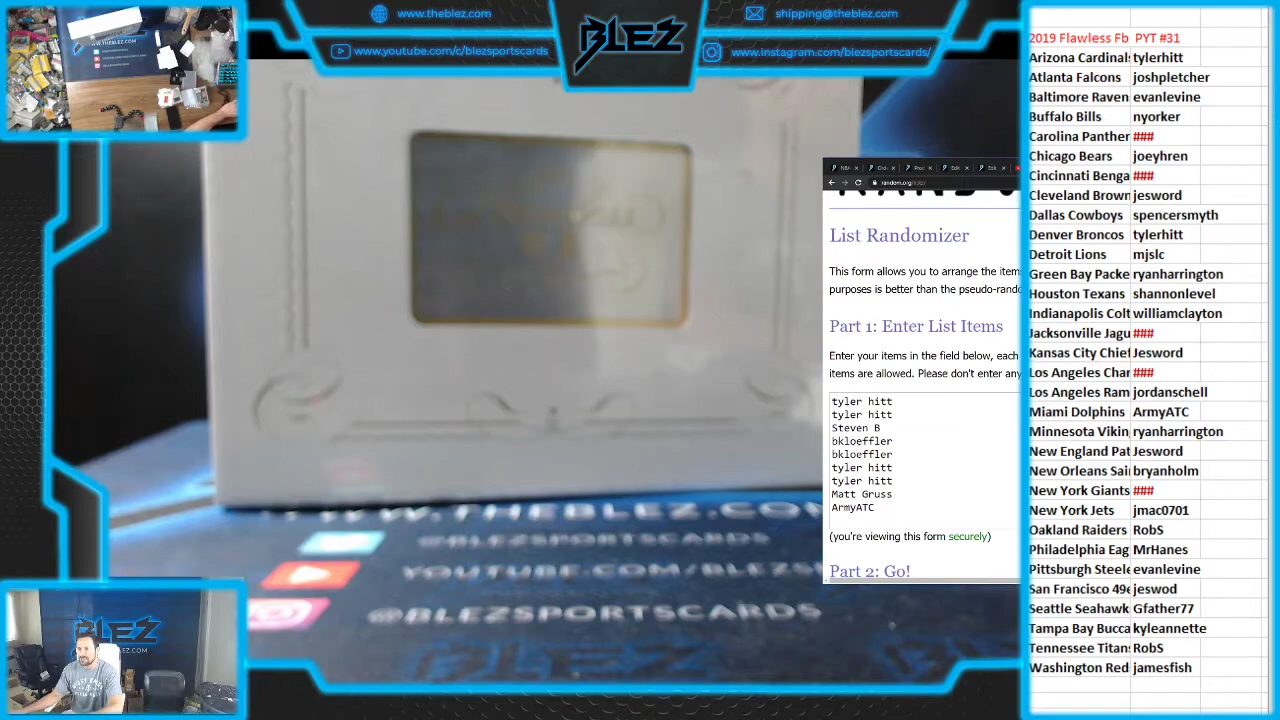 www.theblez.com
shipping@theblez.com
BLEZ
www.youtube.com/c/blezsportscards
www.instagram.com/blezsportscards/
random.org/lists/
List Randomizer
This form allows you to arrange the items
purposes is better than the pseudo-rando
Part 1: Enter List Items
Enter your items in the field below, each
items are allowed. Please don't enter any
tyler hitt
tyler hitt
Steven B
bkloeffler
bkloeffler
tyler hitt
tyler hitt
Matt Gruss
ArmyATC
(you're viewing this form securely)
Part 2: Go!
2019 Flawless Fb PYT #31
Arizona Cardinals tylerhitt
Atlanta Falcons joshpletcher
Baltimore Raven evanlevine
Buffalo Bills nyorker
Carolina Panther ###
Chicago Bears joeyhren
Cincinnati Benga ###
Cleveland Brown jesword
Dallas Cowboys spencersmyth
Denver Broncos tylerhitt
Detroit Lions mjslc
Green Bay Packe ryanharrington
Houston Texans shannonlevel
Indianapolis Colt williamclayton
Jacksonville Jagu ###
Kansas City Chief Jesword
Los Angeles Char ###
Los Angeles Ram jordanschell
Miami Dolphins ArmyATC
Minnesota Vikin ryanharrington
New England Pat Jesword
New Orleans Sai bryanholm
New York Giants ###
New York Jets jmac0701
Oakland Raiders RobS
Philadelphia Eag MrHanes
Pittsburgh Steele evanlevine
San Francisco 49e jeswod
Seattle Seahawk Gfather77
Tampa Bay Bucca kyleannette
Tennessee Titans RobS
Washington Red jamesfish
WWW.THEBLEZ.COM
@BLEZSPORTSCARDS
YOUTUBE.COM/BLEZSP
@BLEZSPORTSCARDS
BLEZ